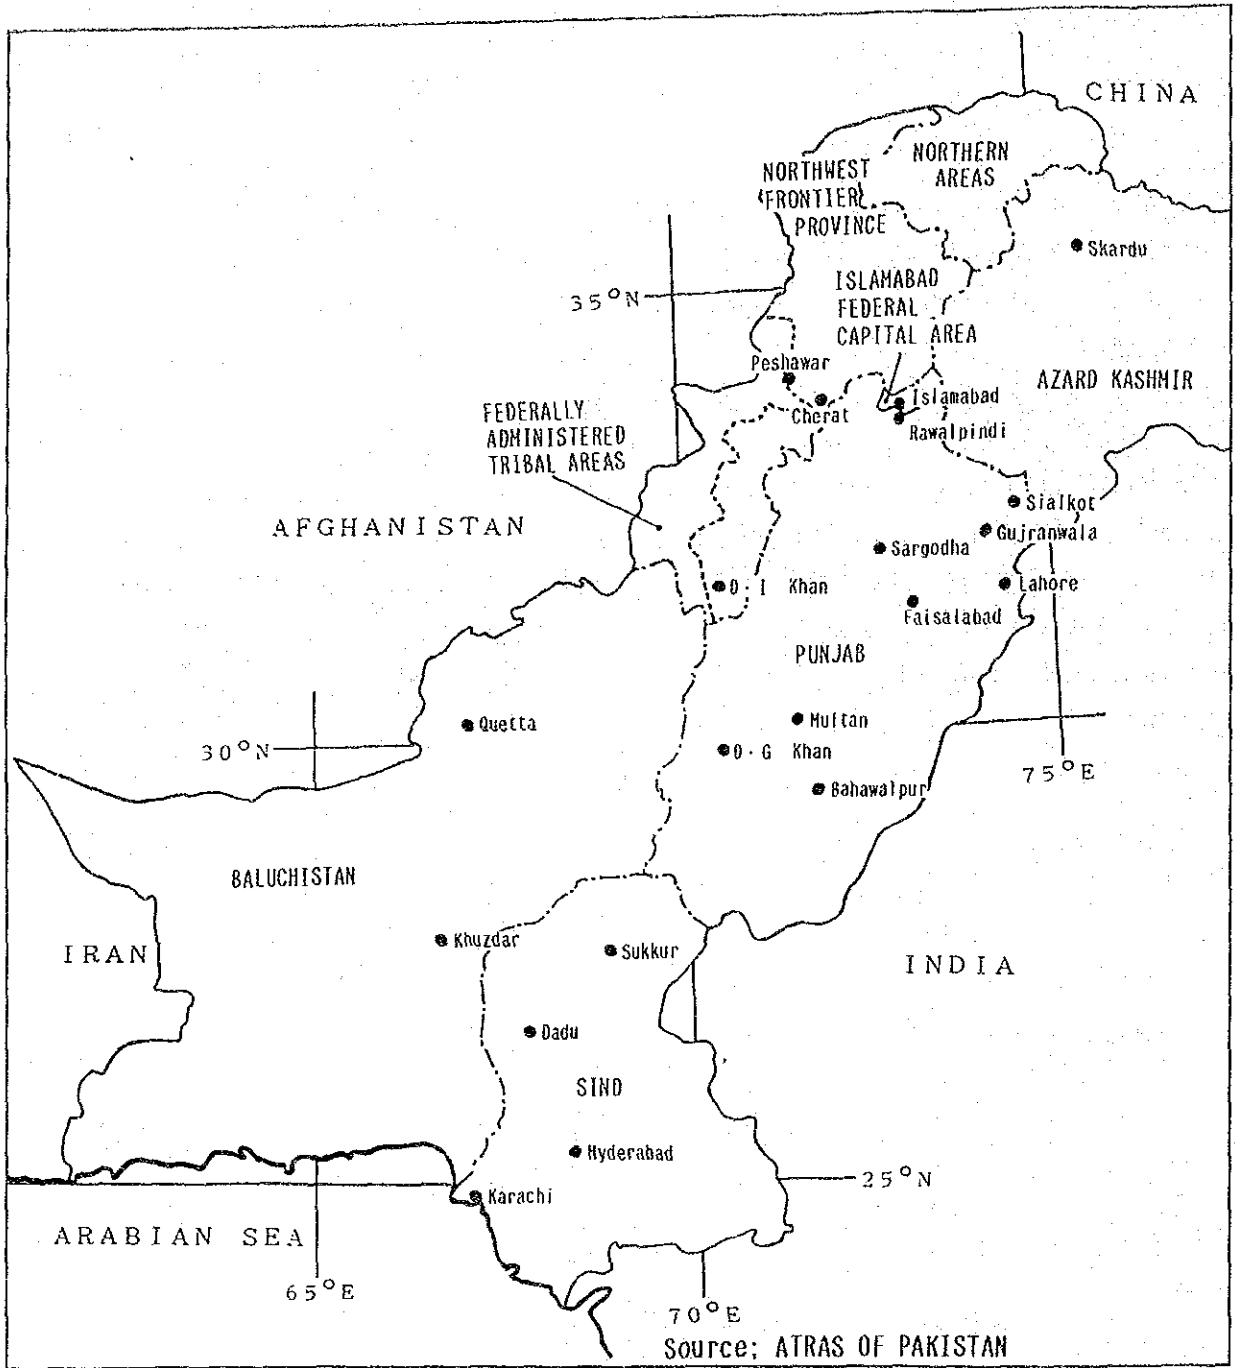 CHINA
NORTHERN
AREAS
NORTHWEST
FRONTIER
PROVINCE
Skardu
35°N
ISLAMABAD
FEDERAL
CAPITAL AREA
Peshawar
Cherat
Islamabad
Rawalpindi
AZARD KASHMIR
FEDERALLY
ADMINISTERED
TRIBAL AREAS
AFGHANISTAN
Sialkot
Gujranwala
Sargodha
Lahore
D·I Khan
Faisalabad
PUNJAB
Quetta
Multan
30°N
D·G Khan
75°E
Bahawalpur
BALUCHISTAN
Khuzdar
Sukkur
IRAN
INDIA
Dadu
SIND
Hyderabad
25°N
Karachi
ARABIAN SEA
65°E
70°E
Source; ATRAS OF PAKISTAN